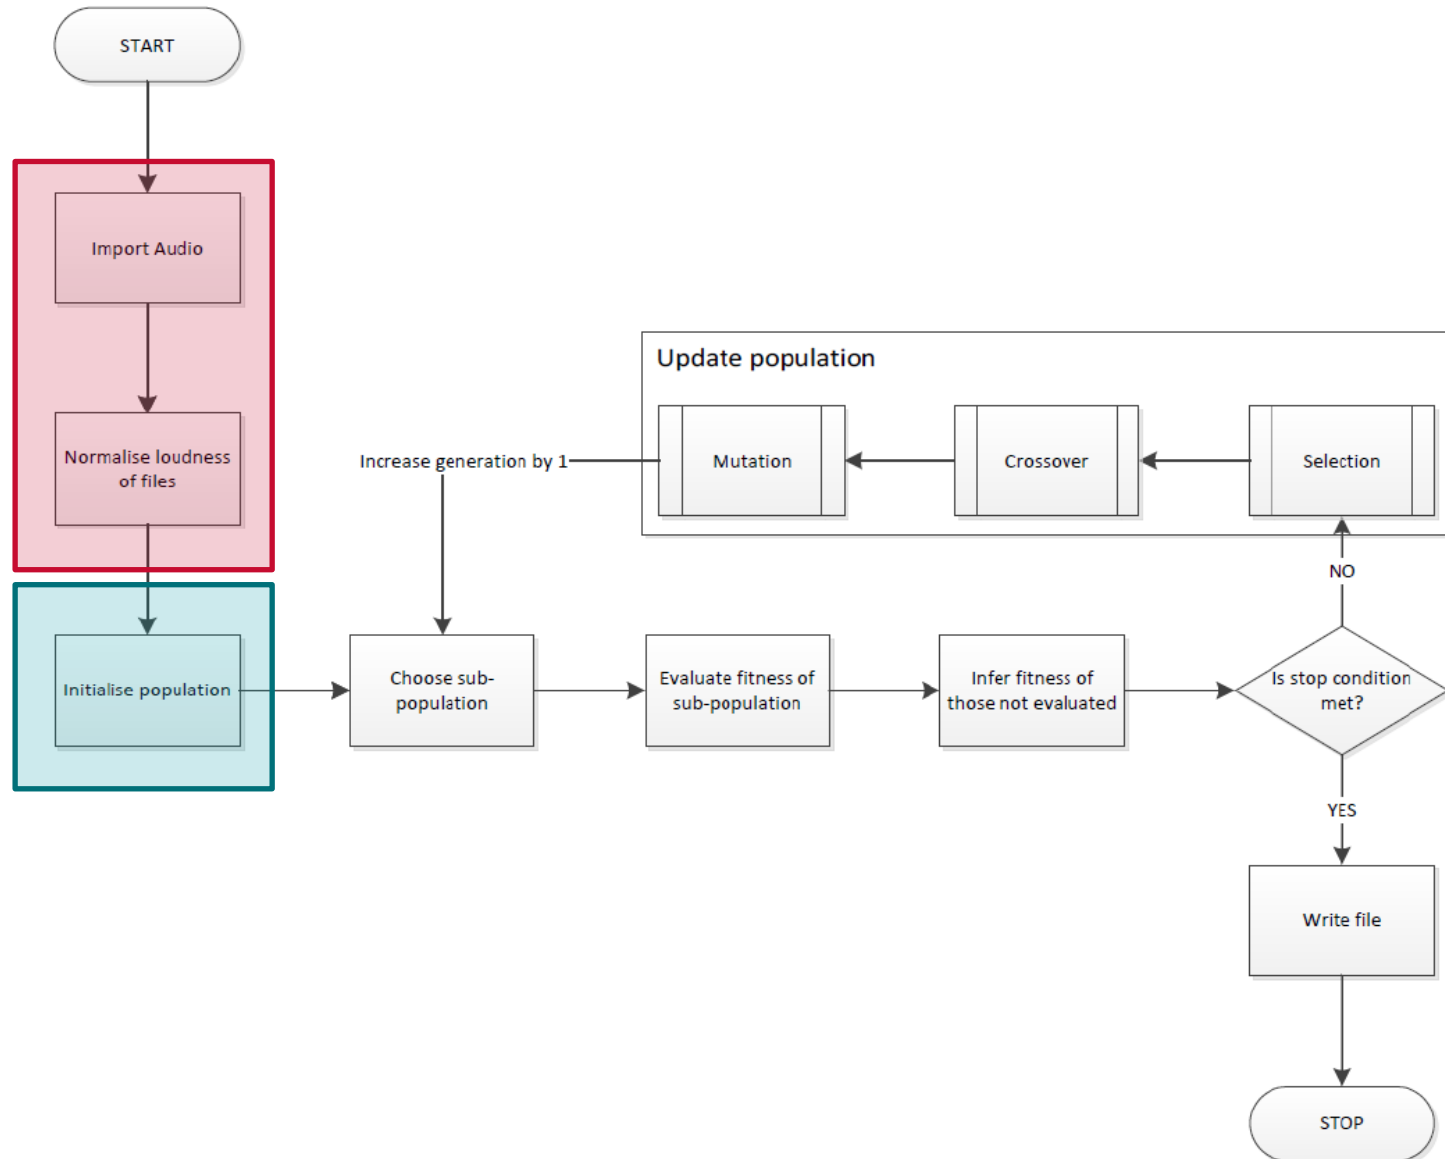 START
Import Audio
Normalise loudness
of files
Initialise population
Choose sub-
population
Evaluate fitness of
sub-population
Infer fitness of
those not evaluated
Is stop condition
met?
NO
Update population
Selection
Crossover
Mutation
Increase generation by 1
YES
Write file
STOP